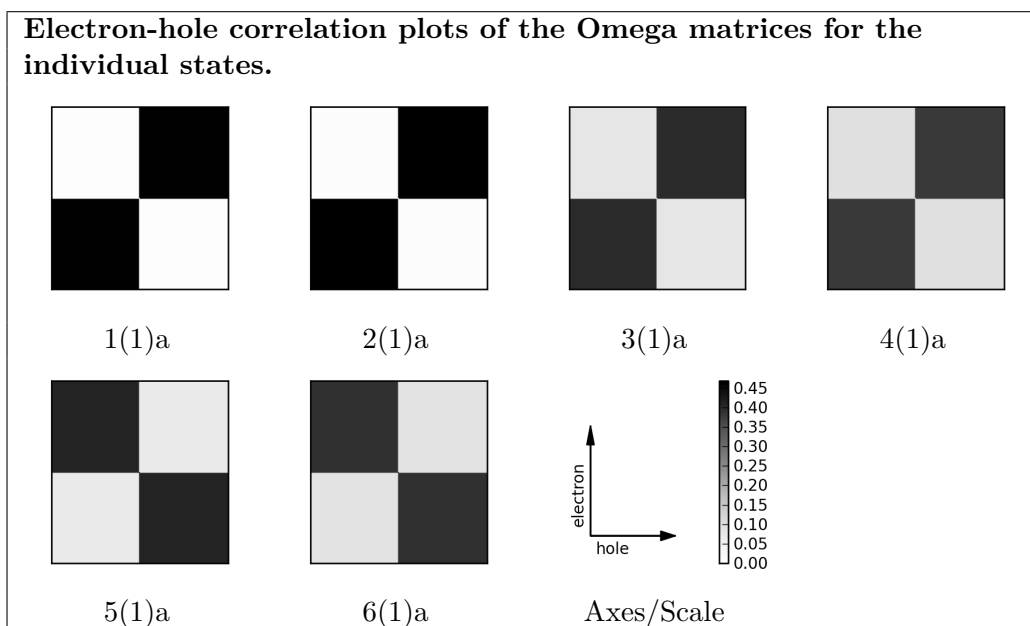 Electron-hole correlation plots of the Omega matrices for the
individual states.
1(1)a 2(1)a 3(1)a 4(1)a
0.45
0.40
0.35
0.30
0.25
0.20
0.15
0.10
0.05
0.00
electron
hole
5(1)a 6(1)a Axes/Scale